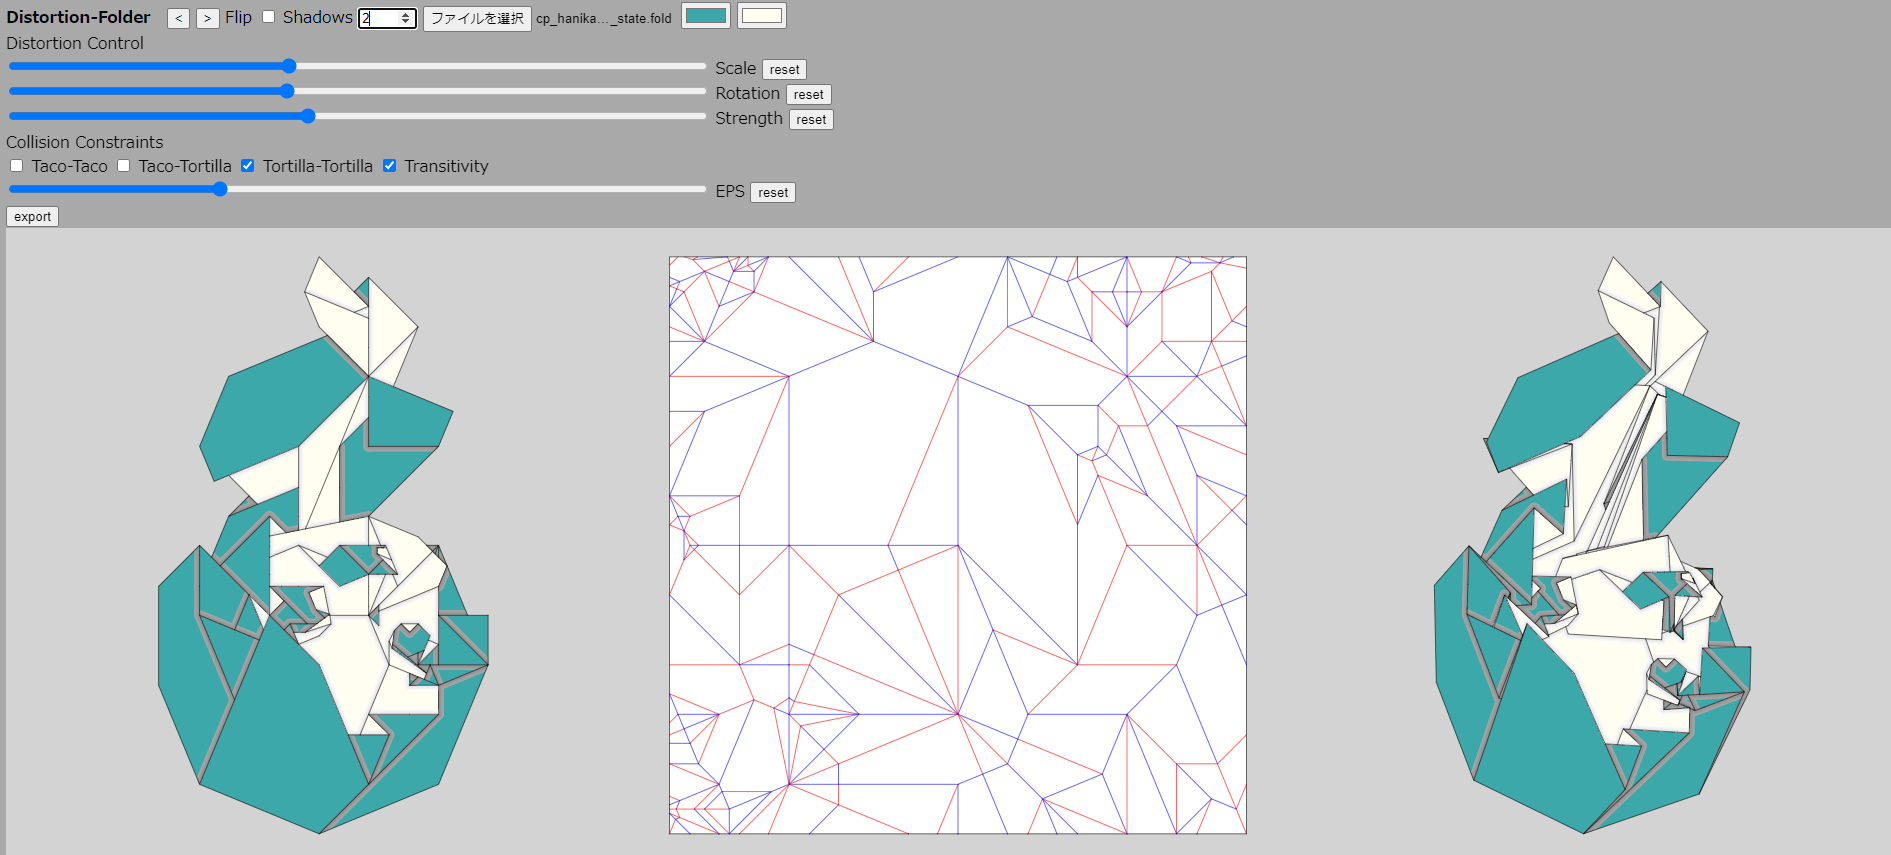 Distortion-Folder < > Flip Shadows 2 ファイルを選択 cp_hanika..._state.fold
Distortion Control
Scale reset
Rotation reset
Strength reset
Collision Constraints
Taco-Taco Taco-Tortilla Tortilla-Tortilla Transitivity
EPS reset
export